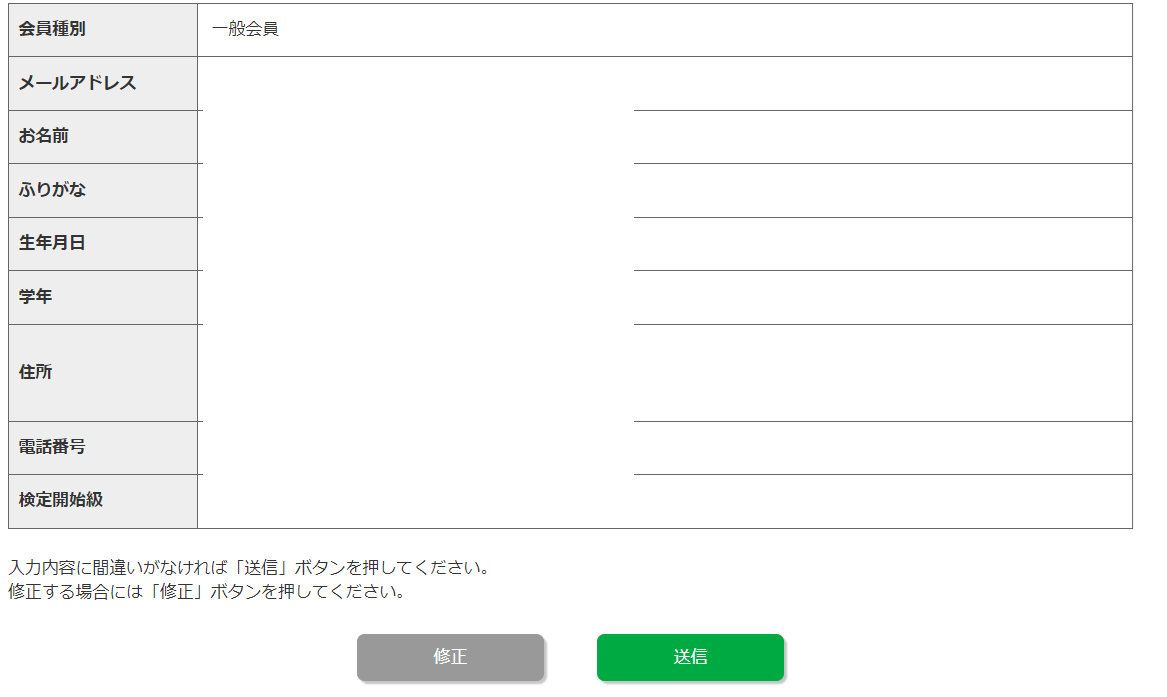 会員種別 一般会員
メールアドレス
お名前
ふりがな
生年月日
学年
住所
電話番号
検定開始級
入力内容に間違いがなければ「送信」ボタンを押してください。
修正する場合には「修正」ボタンを押してください。
修正 送信